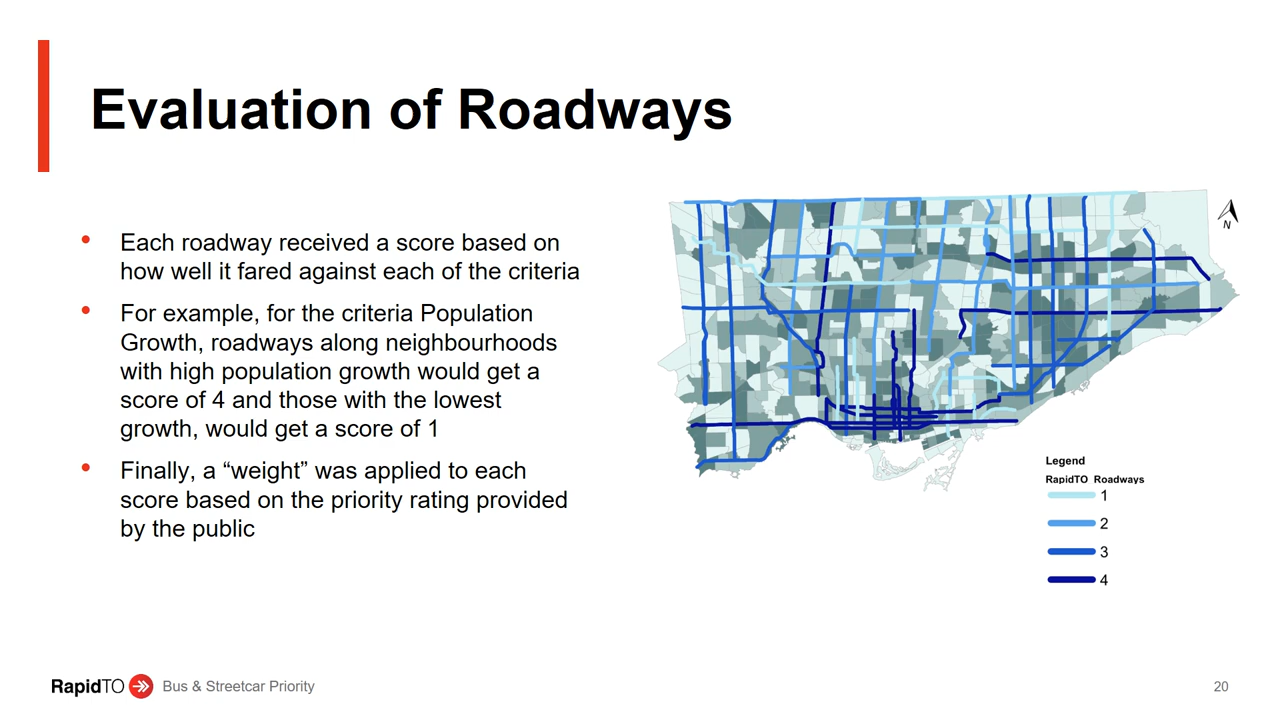 Evaluation of Roadways
• Each roadway received a score based on
how well it fared against each of the criteria
• For example, for the criteria Population
Growth, roadways along neighbourhoods
with high population growth would get a
score of 4 and those with the lowest
growth, would get a score of 1
• Finally, a “weight” was applied to each
score based on the priority rating provided
by the public
N
Legend
RapidTO Roadways
1
2
3
4
RapidTO Bus & Streetcar Priority
20